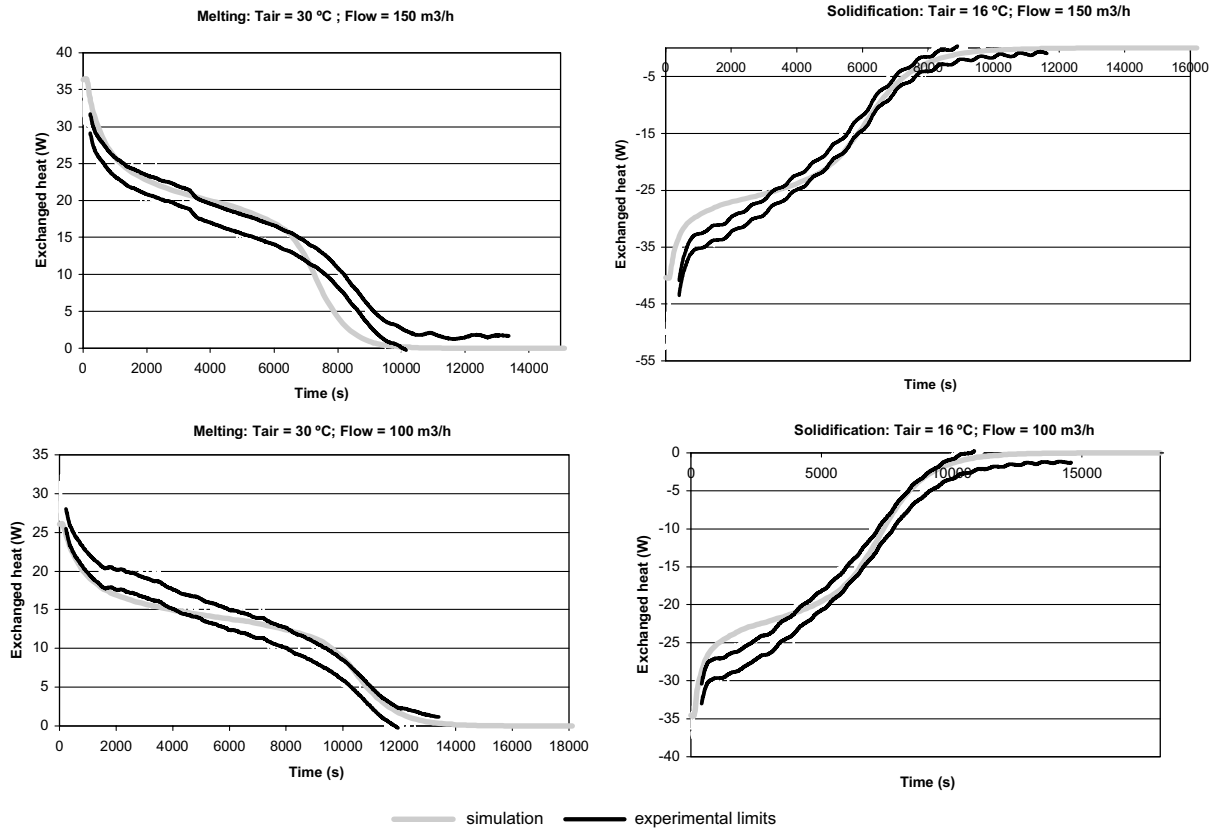 Melting: Tair = 30 ºC ; Flow = 150 m3/h
40
35
30
25
20
15
10
5
0
Exchanged heat (W)
0 2000 4000 6000 8000 10000 12000 14000
Time (s)
Solidification: Tair = 16 ºC; Flow = 150 m3/h
0 2000 4000 6000 8000 10000 12000 14000 16000
-5
-15
-25
-35
-45
-55
Exchanged heat (W)
Time (s)
Melting: Tair = 30 ºC; Flow = 100 m3/h
35
30
25
20
15
10
5
0
Exchanged heat (W)
0 2000 4000 6000 8000 10000 12000 14000 16000 18000
Time (s)
Solidification: Tair = 16 ºC; Flow = 100 m3/h
0
0 5000 10000 15000
-5
-10
-15
-20
-25
-30
-35
-40
Exchanged heat (W)
Time (s)
simulation experimental limits